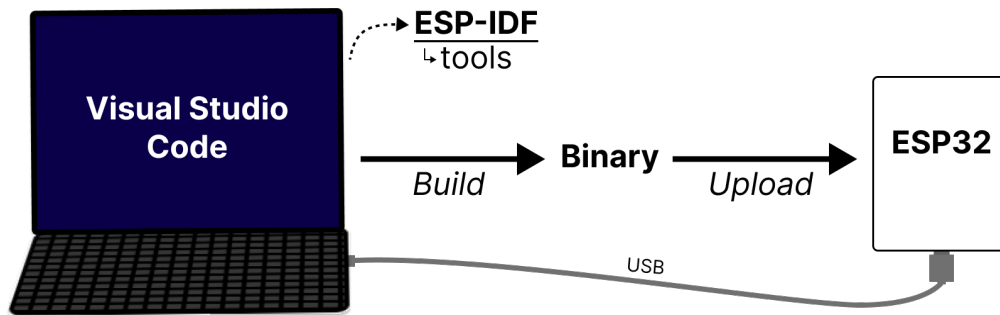 ESP-IDF
tools
Visual Studio
Code
ESP32
Binary
Build
Upload
USB